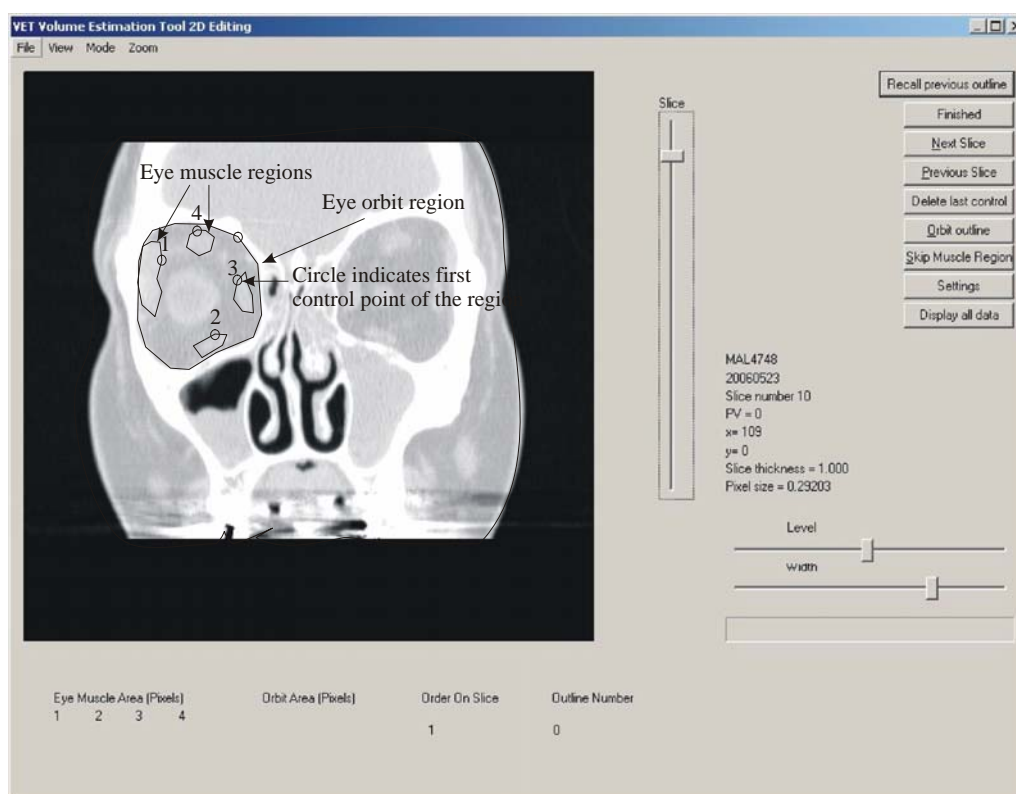 VET Volume Estimation Tool 2D Editing
File View Mode Zoom
Recall previous outline
Finished
Next Slice
Previous Slice
Delete last control
Orbit outline
Skip Muscle Region
Settings
Display all data
Slice
Eye muscle regions
Eye orbit region
4
1
3
Circle indicates first
control point of the regi
2
MAL4748
20060523
Slice number 10
PV = 0
x= 109
y= 0
Slice thickness = 1.000
Pixel size = 0.29203
Level
Width
Eye Muscle Area (Pixels) Orbit Area (Pixels) Order On Slice Outline Number
1 2 3 4
1 0